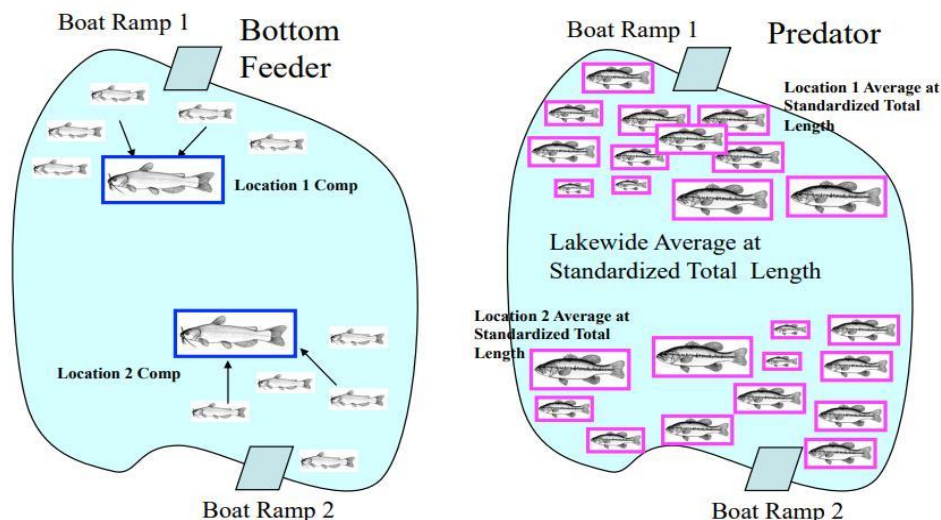 Boat Ramp 1
Bottom
Feeder
Location 1 Comp
Location 2 Comp
Boat Ramp 2
Boat Ramp 1
Predator
Location 1 Average at
Standardized Total
Length
Lakewide Average at
Standardized Total Length
Location 2 Average at
Standardized Total
Length
Boat Ramp 2